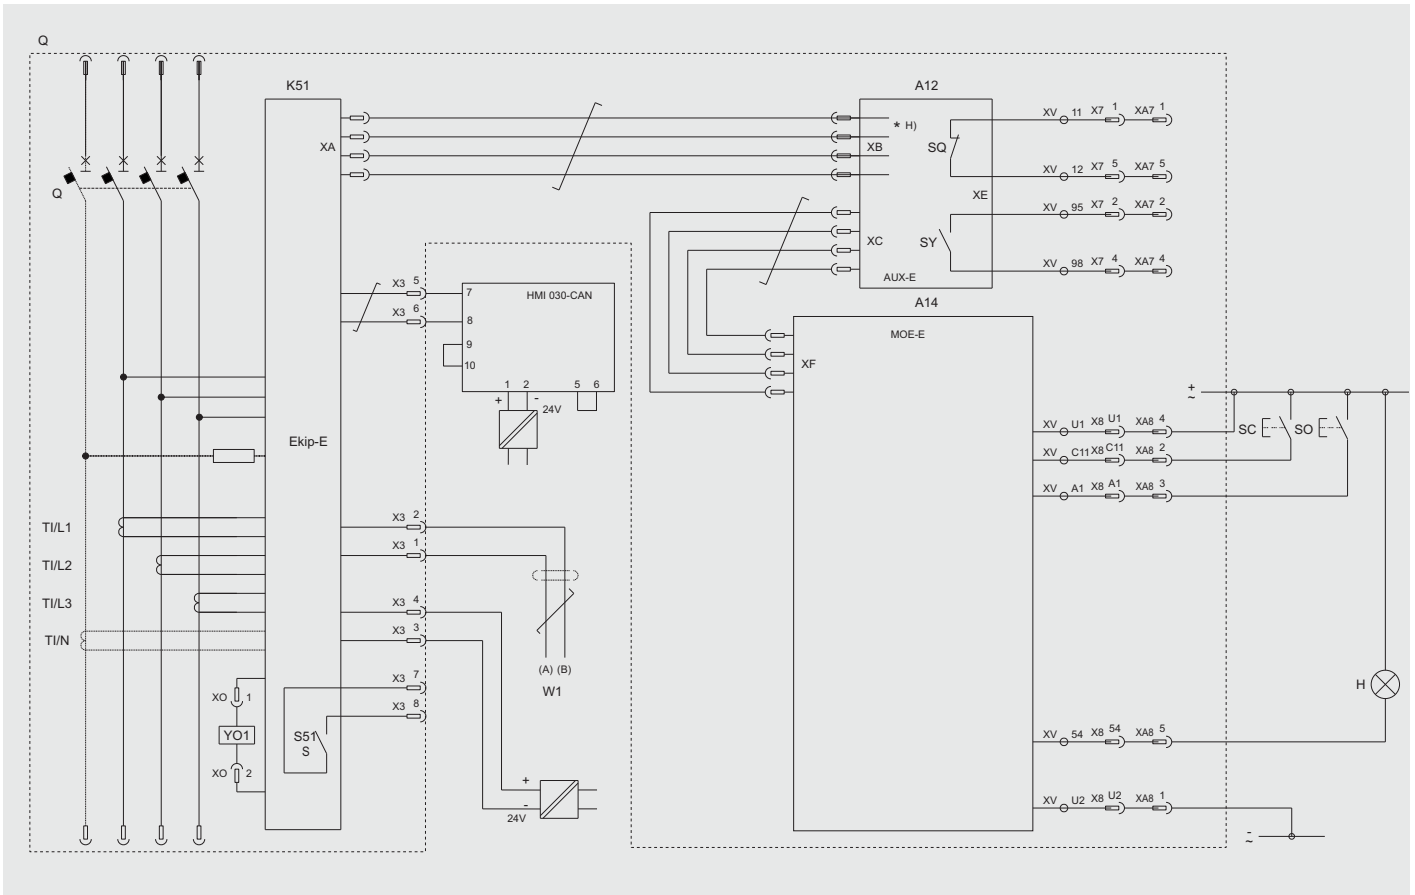 Q
K51
A12
XA
* H)
XB
SQ
XE
XC
SY
AUX-E
XV 11 X7 1 XA7 1
XV 12 X7 5 XA7 5
XV 95 X7 2 XA7 2
XV 98 X7 4 XA7 4
Q
X3 5
X3 6
7
8
9
10
HMI 030-CAN
1 2 5 6
+ -
24V
A14
MOE-E
XF
Ekip-E
+
~
XV U1 X8 U1 XA8 4
XV C11 X8 C11 XA8 2
XV A1 X8 A1 XA8 3
SC
SO
TI/L1
TI/L2
TI/L3
TI/N
X3 2
X3 1
X3 4
X3 3
X3 7
X3 8
(A) (B)
W1
H
XO 1
YO1
XO 2
S51
S
+
-
24V
XV 54 X8 54 XA8 5
XV U2 X8 U2 XA8 1
-
~